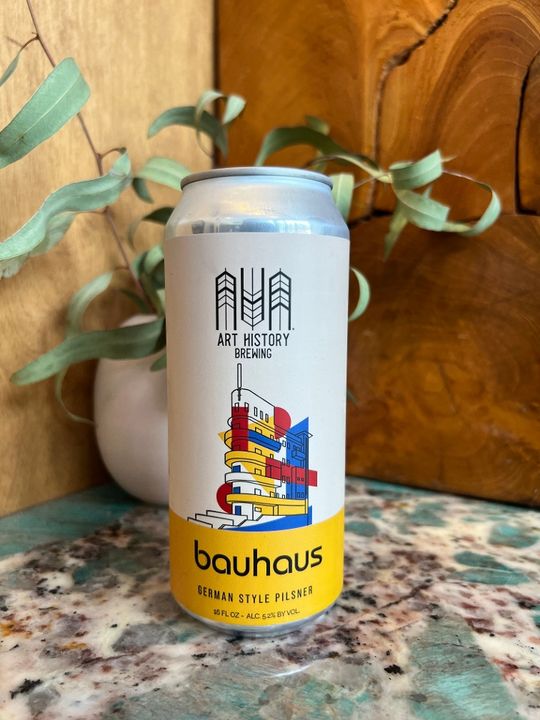 ART HISTORY
BREWING
bauhaus
GERMAN STYLE PILSNER
16 FL OZ - ALC. 5.2% BY VOL.